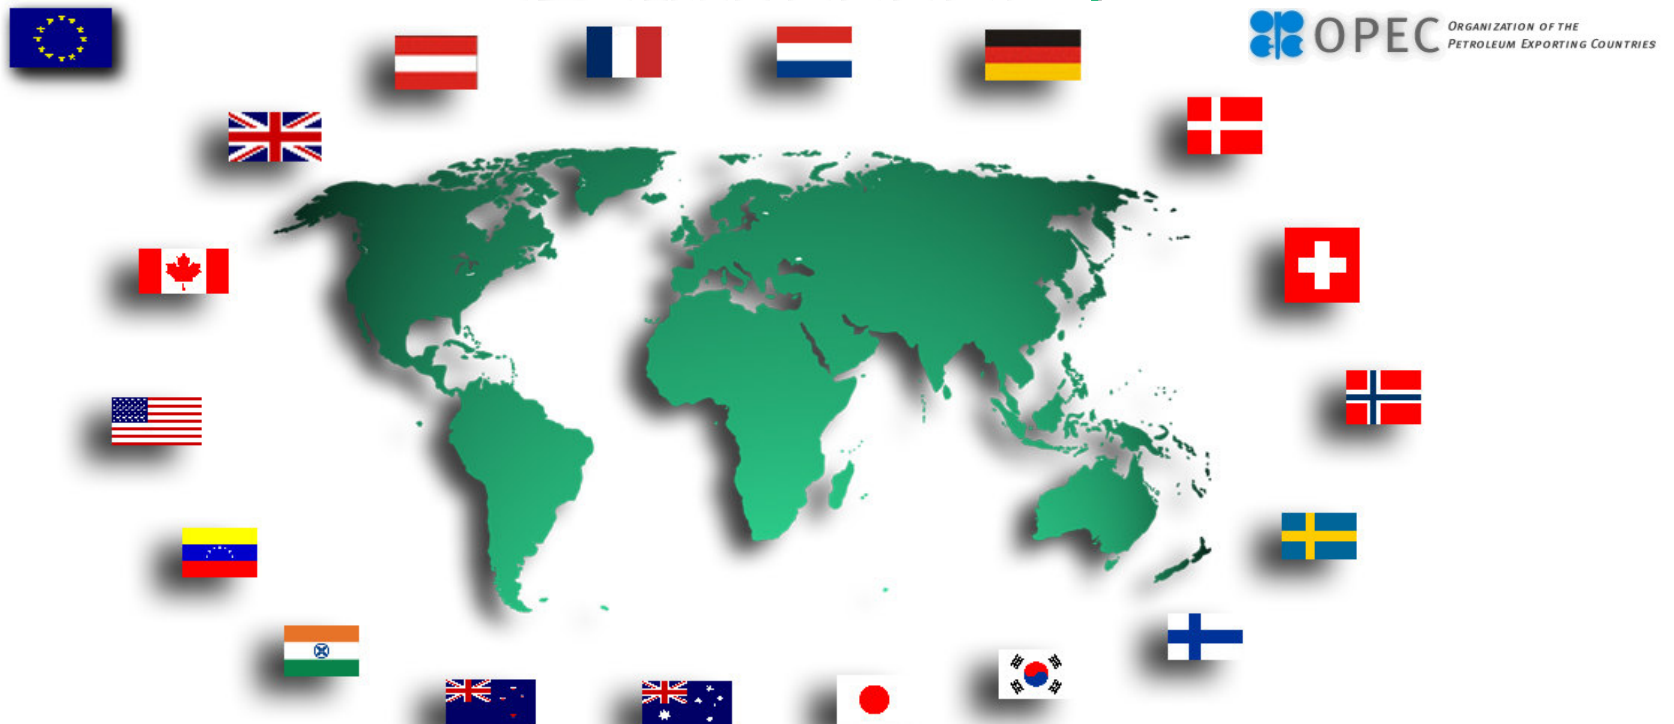 OPEC
ORGANIZATION OF THE
PETROLEUM EXPORTING COUNTRIES